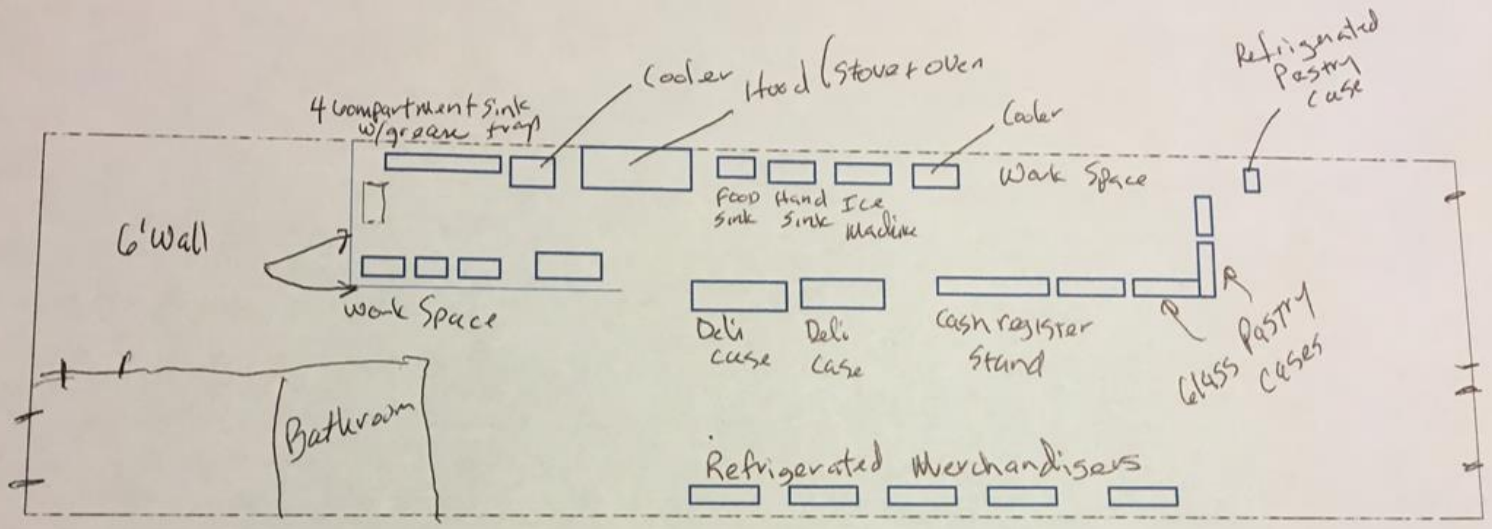 Refrigerated
Pastry
Case
Cooler
Hood (Stove + oven
4 Compartment Sink
w/grease trap
Cooler
Work Space
Food
Sink
Hand
Sink
Ice
Machine
6' Wall
Work Space
Deli
Case
Deli
Case
Cash register
Stand
Glass Pastry
Cases
Bathroom
Refrigerated Merchandisers